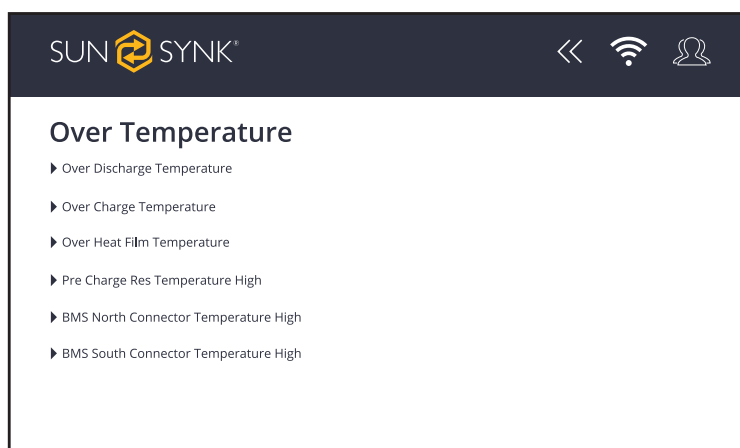 SUN SYNK®
Over Temperature
Over Discharge Temperature
Over Charge Temperature
Over Heat Film Temperature
Pre Charge Res Temperature High
BMS North Connector Temperature High
BMS South Connector Temperature High